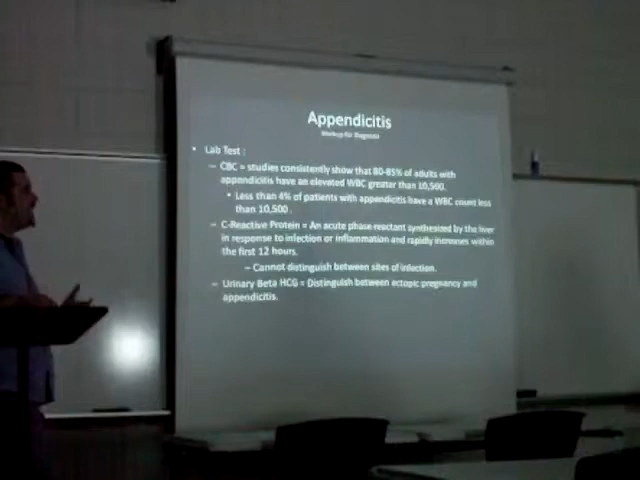 Appendicitis
Workup for Diagnosis
• Lab Test :
– CBC = studies consistently show that 80-85% of adults with
appendicitis have an elevated WBC greater than 10,500.
• Less than 4% of patients with appendicitis have a WBC count less
than 10,500 .
– C-Reactive Protein = An acute phase reactant synthesized by the liver
in response to infection or inflammation and rapidly increases within
the first 12 hours.
– Cannot distinguish between sites of infection.
– Urinary Beta HCG = Distinguish between ectopic pregnancy and
appendicitis.